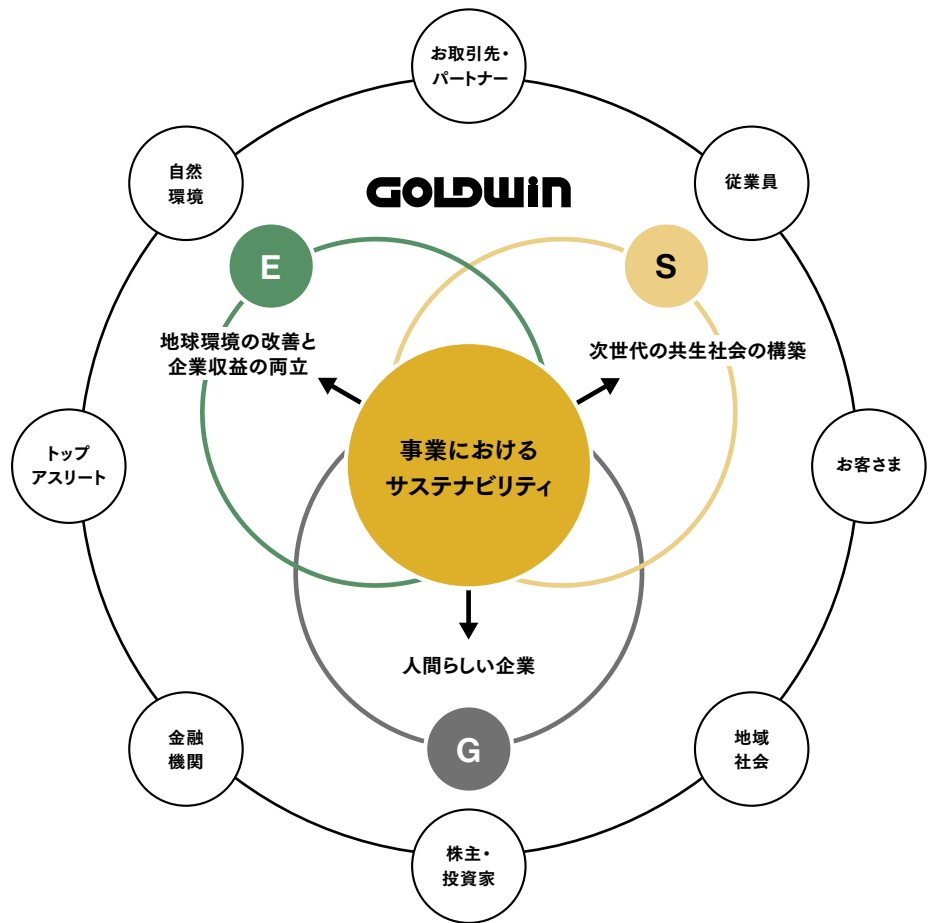 お取引先・
パートナー
自然
環境
従業員
GOLDWIN
E
S
地球環境の改善と
企業収益の両立
次世代の共生社会の構築
トップ
アスリート
事業における
サステナビリティ
お客さま
人間らしい企業
G
金融
機関
地域
社会
株主・
投資家